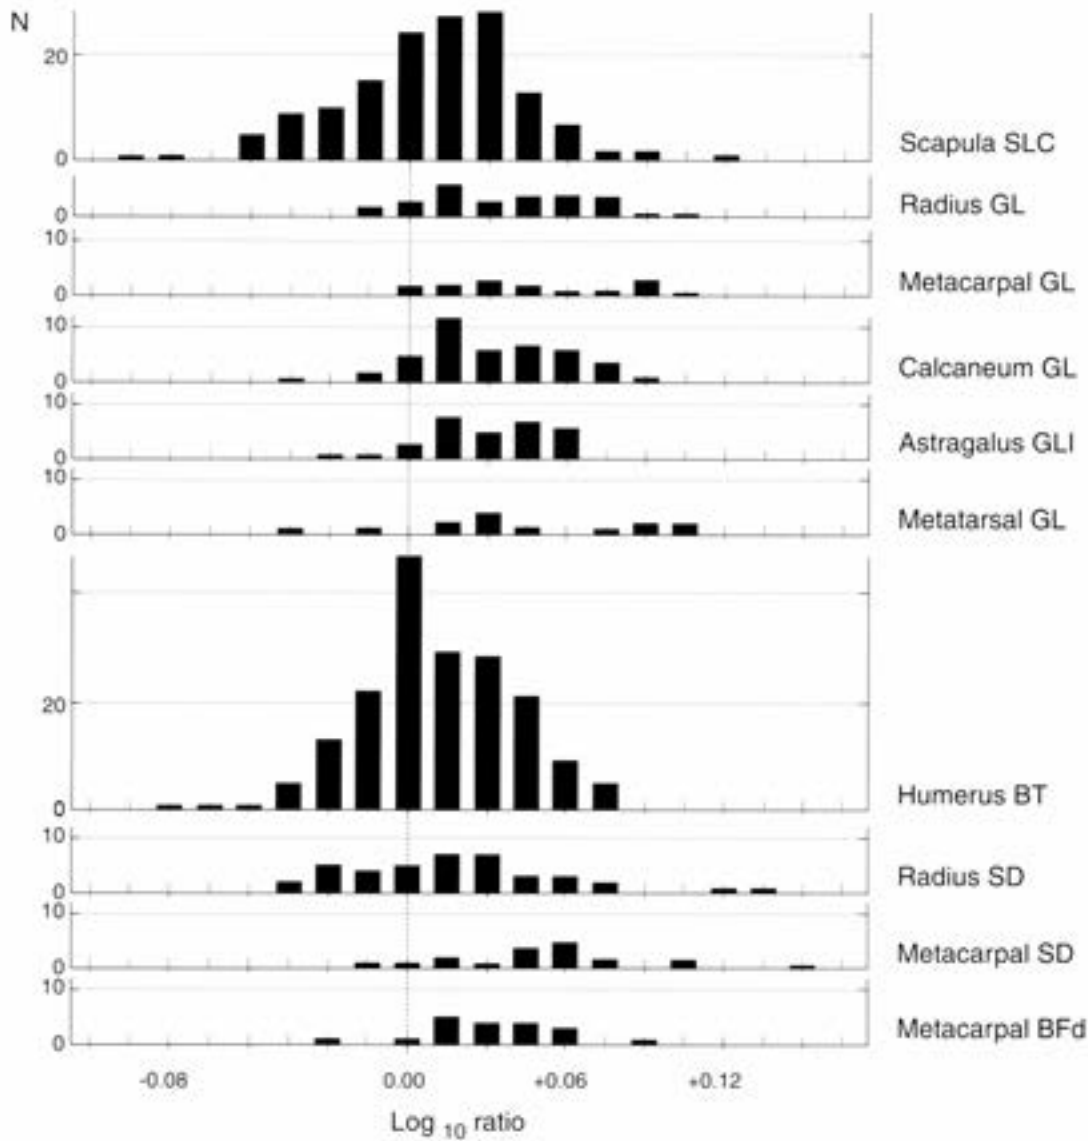 N
20
0
Scapula SLC
0
Radius GL
10
0
Metacarpal GL
10
0
Calcaneum GL
10
0
Astragalus GLl
10
0
Metatarsal GL
20
0
Humerus BT
10
0
Radius SD
10
0
Metacarpal SD
10
0
Metacarpal BFd
-0.08 0.00 +0.06 +0.12
Log 10 ratio